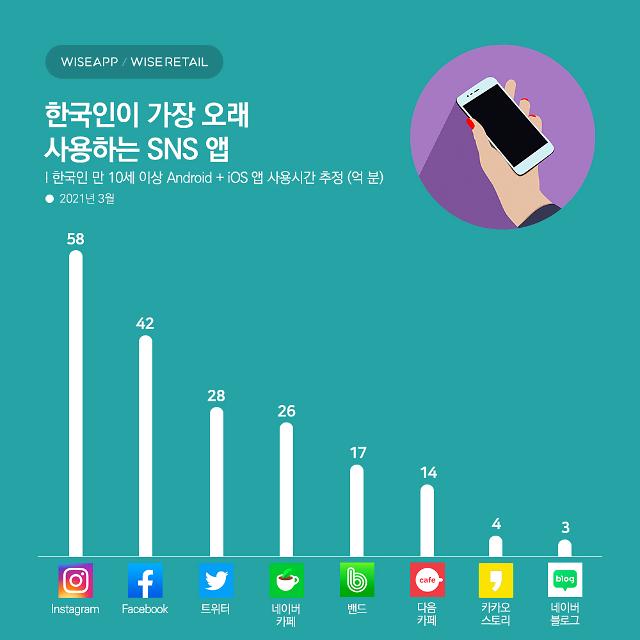 WISEAPP / WISERETAIL
한국인이 가장 오래
사용하는 SNS 앱
| 한국인 만 10세 이상 Android + iOS 앱 사용시간 추정 (억 분)
● 2021년 3월
58
42
28
26
17
14
4
3
cafe
blog
Instagram
Facebook
트위터
네이버
카페
밴드
다음
카페
카카오
스토리
네이버
블로그